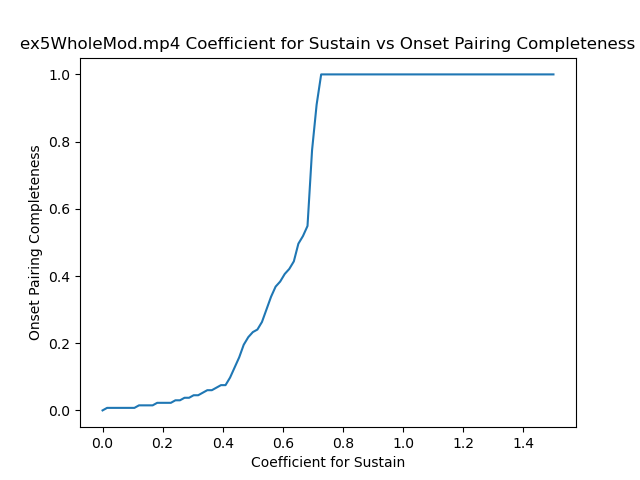 ex5WholeMod.mp4 Coefficient for Sustain vs Onset Pairing Completeness
1.0
0.8
0.6
0.4
0.2
0.0
Onset Pairing Completeness
0.0 0.2 0.4 0.6 0.8 1.0 1.2 1.4
Coefficient for Sustain